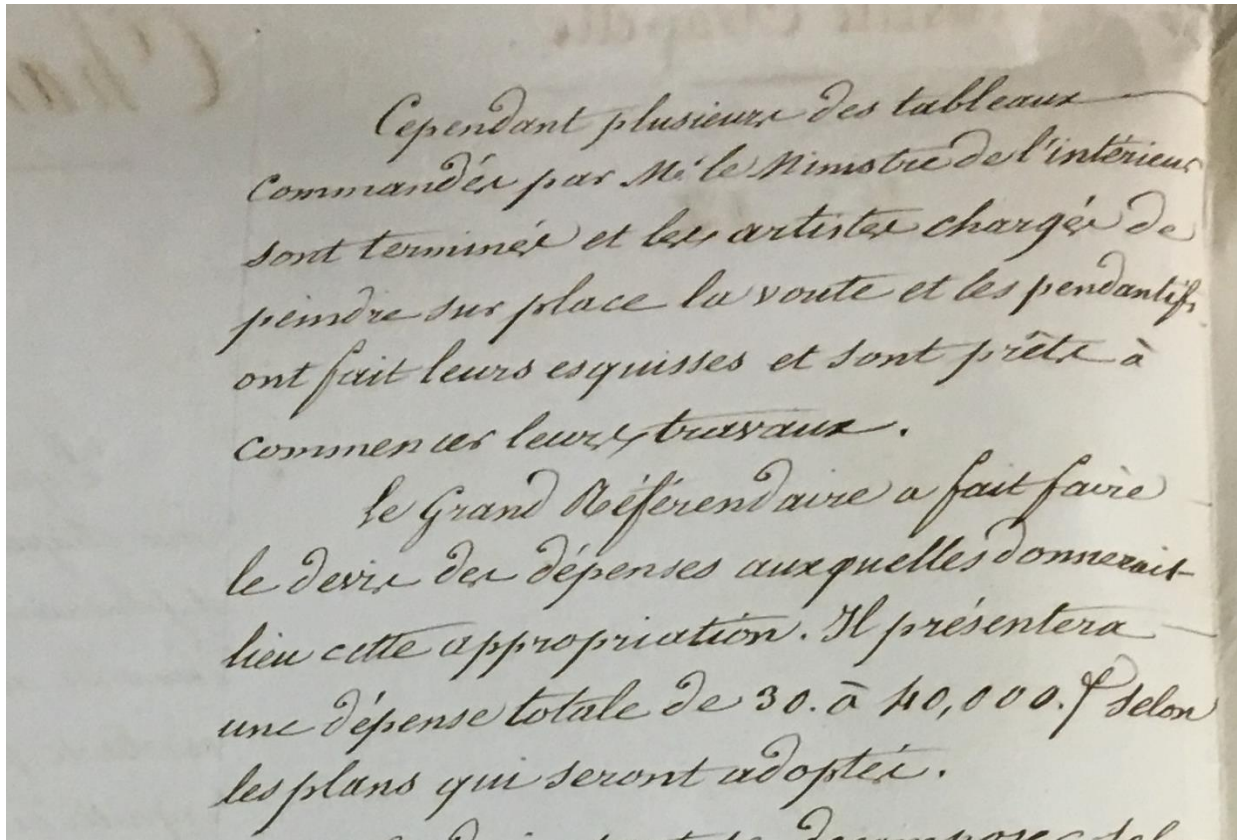 Cependant plusieurs des tableaux
commandés par Mr. le Ministre de l'intérieur
sont terminés et les artistes chargés de
peindre sur place la voute et les pendantifs
ont fait leurs esquisses et sont prêts à
commencer leurs travaux.
le Grand Référendaire a fait faire
le devis des dépenses auxquelles donnerait
lieu cette appropriation. Il présentera
une dépense totale de 30. à 40,000.f selon
les plans qui seront adoptés.